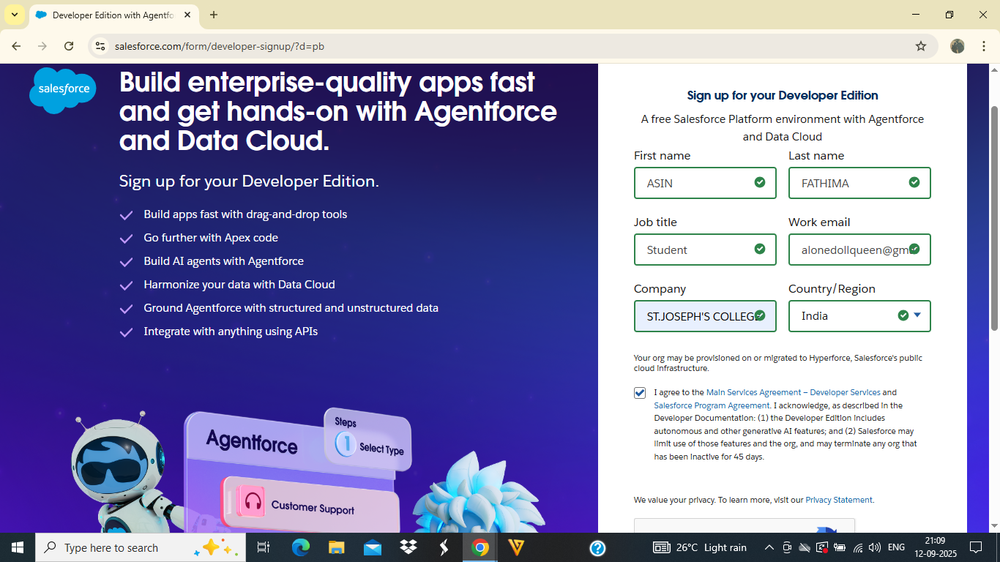 Developer Edition with Agentfo
salesforce.com/form/developer-signup/?d=pb
salesforce
Build enterprise-quality apps fast
and get hands-on with Agentforce
and Data Cloud.
Sign up for your Developer Edition.
Build apps fast with drag-and-drop tools
Go further with Apex code
Build AI agents with Agentforce
Harmonize your data with Data Cloud
Ground Agentforce with structured and unstructured data
Integrate with anything using APIs
Agentforce
Steps
1 Select Type
Customer Support
Sign up for your Developer Edition
A free Salesforce Platform environment with Agentforce
and Data Cloud
First name
Last name
ASIN
FATHIMA
Job title
Work email
Student
alonedollqueen@gm
Company
Country/Region
ST.JOSEPH'S COLLEGE
India
Your org may be provisioned on or migrated to Hyperforce, Salesforce's public
cloud infrastructure.
I agree to the Main Services Agreement – Developer Services and
Salesforce Program Agreement. I acknowledge, as described in the
Developer Documentation: (1) the Developer Edition includes
autonomous and other generative AI features; and (2) Salesforce may
limit use of those features and the org, and may terminate any org that
has been inactive for 45 days.
We value your privacy. To learn more, visit our Privacy Statement.
Type here to search
26°C Light rain
ENG
21:09
12-09-2025